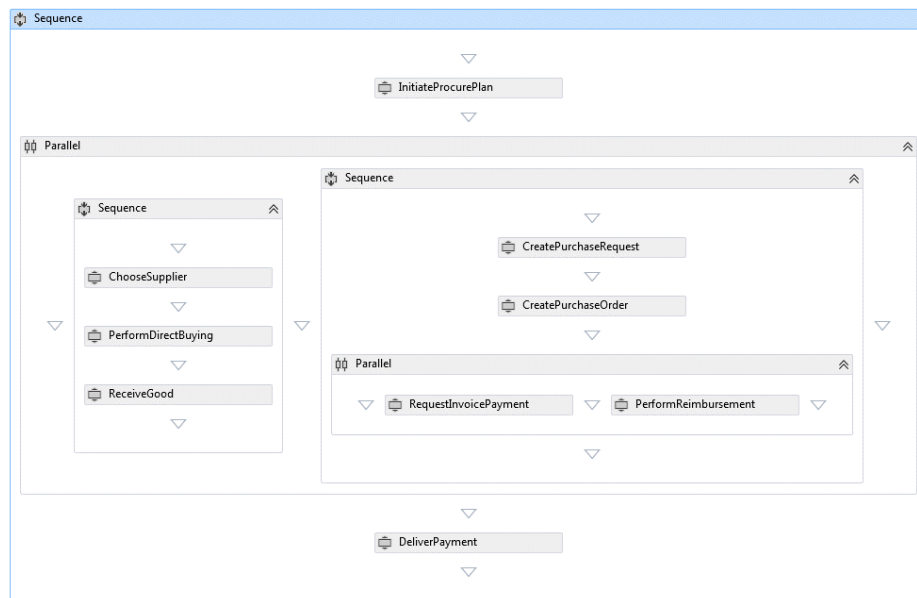 Sequence
InitiateProcurePlan
Parallel
Sequence
ChooseSupplier
PerformDirectBuying
ReceiveGood
Sequence
CreatePurchaseRequest
CreatePurchaseOrder
Parallel
RequestInvoicePayment
PerformReimbursement
DeliverPayment